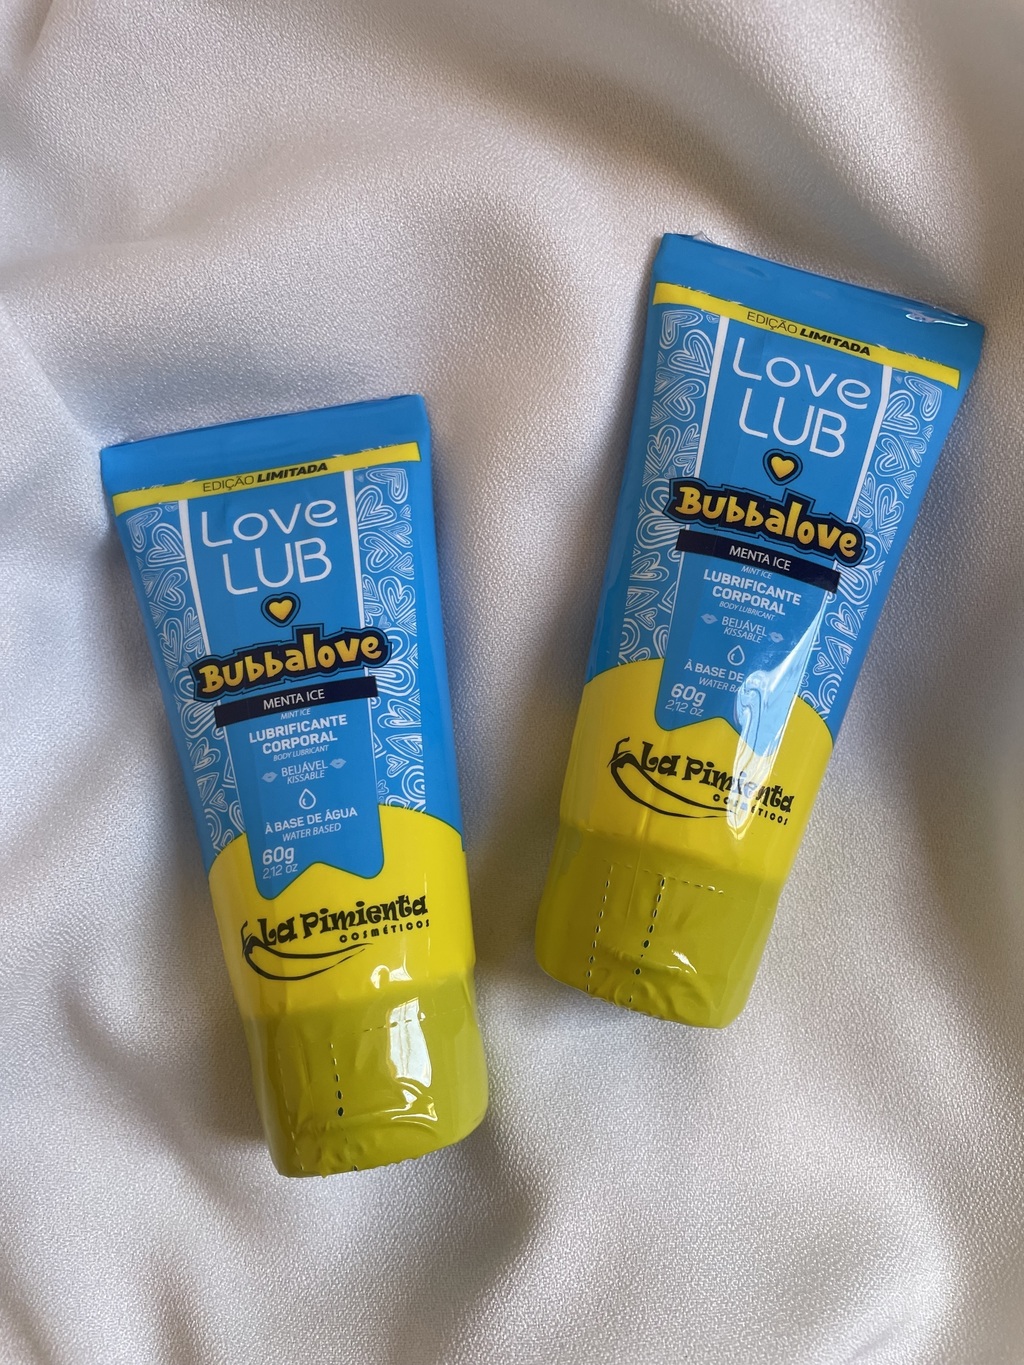 EDIÇÃO LIMITADA
Love
LUB
Bubbalove
MENTA ICE
MINT ICE
LUBRIFICANTE
CORPORAL
BODY LUBRICANT
BEIJÁVEL
KISSABLE
À BASE DE ÁGUA
WATER BASED
60g
2,12 oz
La Pimienta
COSMÉTICOS
EDIÇÃO LIMITADA
Love
LUB
Bubbalove
MENTA ICE
MINT ICE
LUBRIFICANTE
CORPORAL
BODY LUBRICANT
BEIJÁVEL
KISSABLE
À BASE DE
WATER
60g
2,12 oz
La Pimienta
COSMÉTICOS